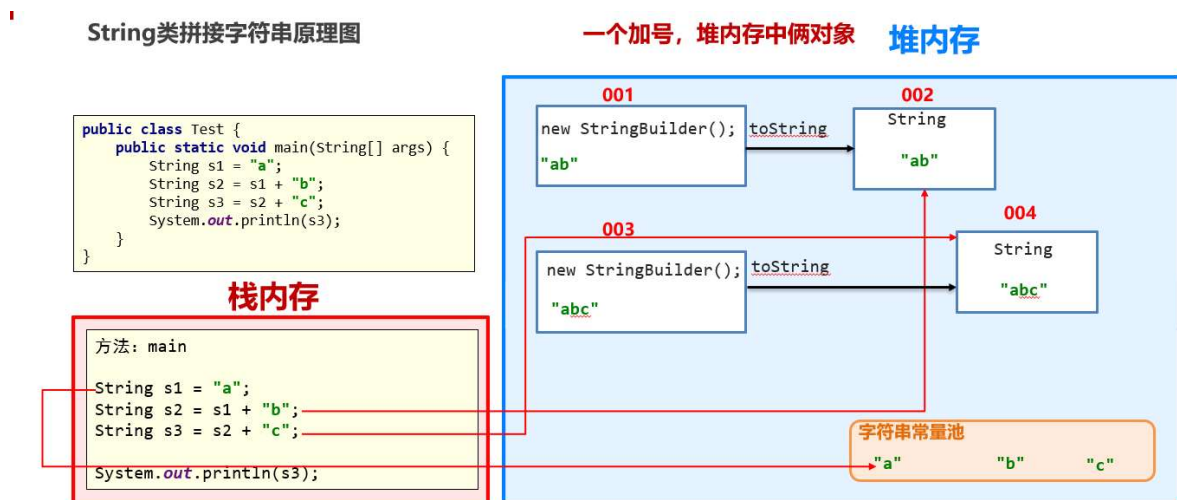 String类拼接字符串原理图
一个加号，堆内存中俩对象
堆内存
public class Test {
public static void main(String[] args) {
String s1 = "a";
String s2 = s1 + "b";
String s3 = s2 + "c";
System.out.println(s3);
}
}
001
new StringBuilder();
"ab"
toString
002
String
"ab"
003
new StringBuilder();
"abc"
toString
004
String
"abc"
栈内存
方法：main
String s1 = "a";
String s2 = s1 + "b";
String s3 = s2 + "c";
System.out.println(s3);
字符串常量池
"a" "b" "c"